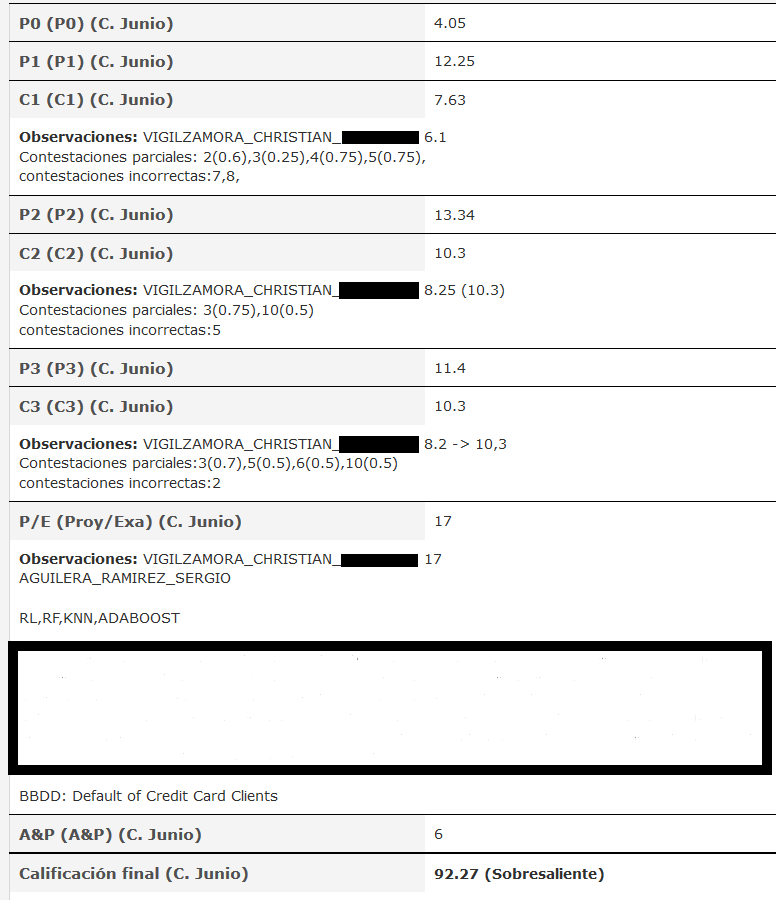 P0 (P0) (C. Junio) 4.05
P1 (P1) (C. Junio) 12.25
C1 (C1) (C. Junio) 7.63
Observaciones: VIGILZAMORA_CHRISTIAN_ 6.1
Contestaciones parciales: 2(0.6),3(0.25),4(0.75),5(0.75),
contestaciones incorrectas:7,8,
P2 (P2) (C. Junio) 13.34
C2 (C2) (C. Junio) 10.3
Observaciones: VIGILZAMORA_CHRISTIAN_ 8.25 (10.3)
Contestaciones parciales: 3(0.75),10(0.5)
contestaciones incorrectas:5
P3 (P3) (C. Junio) 11.4
C3 (C3) (C. Junio) 10.3
Observaciones: VIGILZAMORA_CHRISTIAN_ 8.2 -> 10,3
Contestaciones parciales:3(0.7),5(0.5),6(0.5),10(0.5)
contestaciones incorrectas:2
P/E (Proy/Exa) (C. Junio) 17
Observaciones: VIGILZAMORA_CHRISTIAN_ 17
AGUILERA_RAMIREZ_SERGIO
RL,RF,KNN,ADABOOST
BBDD: Default of Credit Card Clients
A&P (A&P) (C. Junio) 6
Calificación final (C. Junio) 92.27 (Sobresaliente)